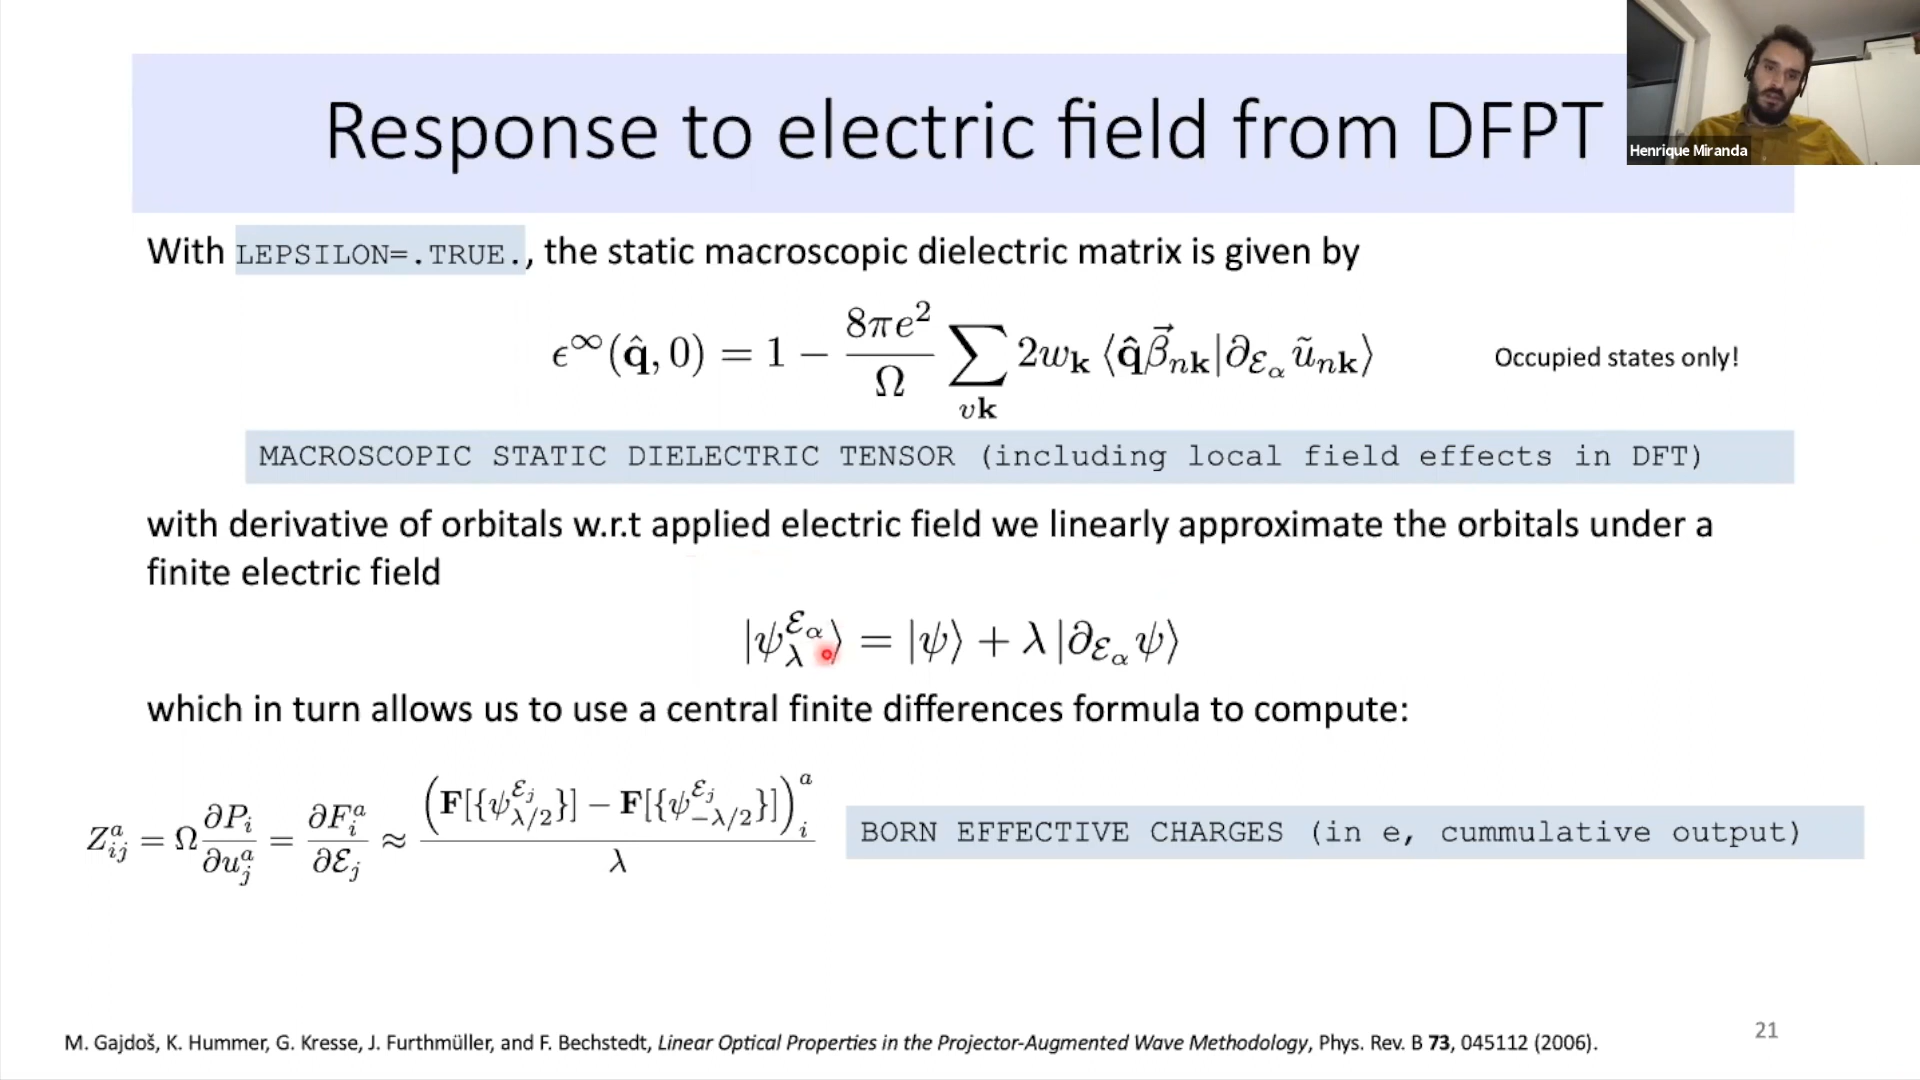 Response to electric field from DFPT
Henrique Miranda
With LEPSILON=.TRUE., the static macroscopic dielectric matrix is given by
ϵ^∞(q̂, 0) = 1 − \frac{8πe^2}{Ω} ∑_{vk} 2w_k ⟨q̂β⃗_{nk}|∂_{ℰ_α} ũ_{nk}⟩
Occupied states only!
MACROSCOPIC STATIC DIELECTRIC TENSOR (including local field effects in DFT)
with derivative of orbitals w.r.t applied electric field we linearly approximate the orbitals under a
finite electric field
|ψ_λ^{ℰ_α}⟩ = |ψ⟩ + λ|∂_{ℰ_α}ψ⟩
which in turn allows us to use a central finite differences formula to compute:
Z_{ij}^a = Ω\frac{∂P_i}{∂u_j^a} = \frac{∂F_i^a}{∂ℰ_j} ≈ \frac{(F[{ψ_{λ/2}^{ℰ_j}}] − F[{ψ_{−λ/2}^{ℰ_j}}])_i^a}{λ}
BORN EFFECTIVE CHARGES (in e, cummulative output)
M. Gajdoš, K. Hummer, G. Kresse, J. Furthmüller, and F. Bechstedt, Linear Optical Properties in the Projector-Augmented Wave Methodology, Phys. Rev. B 73, 045112 (2006).
21